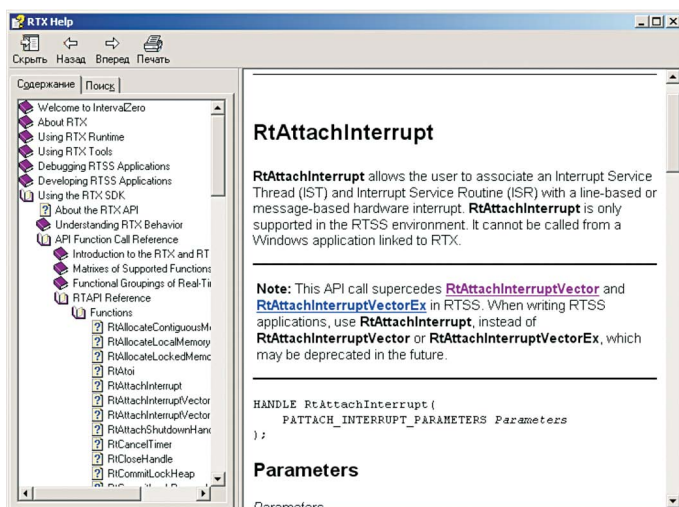 RTX Help
Скрыть Назад Вперед Печать
Содержание Поиск
Welcome to IntervalZero
About RTX
Using RTX Runtime
Using RTX Tools
Debugging RTSS Applications
Developing RTSS Applications
Using the RTX SDK
About the RTX API
Understanding RTX Behavior
API Function Call Reference
Introduction to the RTX and RT
Matrixes of Supported Functions
Functional Groupings of Real-Ti
RTAPI Reference
Functions
RtAllocateContiguousM
RtAllocateLocalMemory
RtAllocateLockedMemo
RtAtoi
RtAttachInterrupt
RtAttachInterruptVector
RtAttachInterruptVector
RtAttachShutdownHand
RtCancelTimer
RtCloseHandle
RtCommitLockHeap
RtAttachInterrupt
RtAttachInterrupt allows the user to associate an Interrupt Service
Thread (IST) and Interrupt Service Routine (ISR) with a line-based or
message-based hardware interrupt. RtAttachInterrupt is only
supported in the RTSS environment. It cannot be called from a
Windows application linked to RTX.
Note: This API call supercedes RtAttachInterruptVector and
RtAttachInterruptVectorEx in RTSS. When writing RTSS
applications, use RtAttachInterrupt, instead of
RtAttachInterruptVector or RtAttachInterruptVectorEx, which
may be deprecated in the future.
HANDLE RtAttachInterrupt(
PATTACH_INTERRUPT_PARAMETERS Parameters
);
Parameters
Parameters